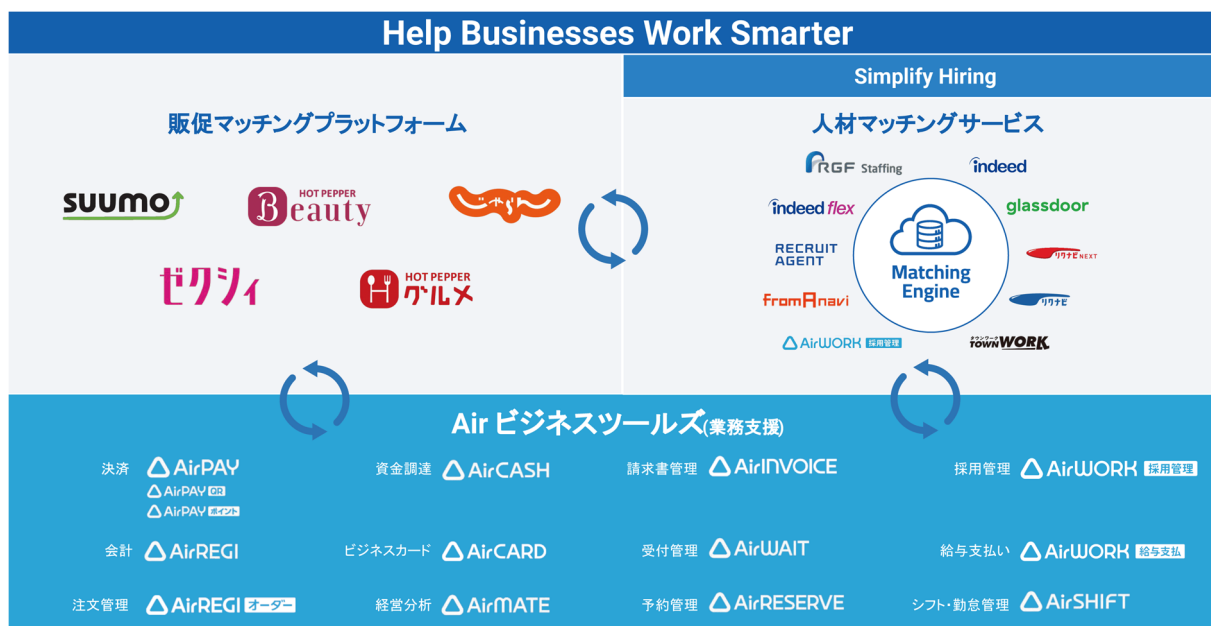 Help Businesses Work Smarter
Simplify Hiring
販促マッチングプラットフォーム
人材マッチングサービス
SUUMO
HOT PEPPER
Beauty
じゃらん
ゼクシィ
HOT PEPPER
グルメ
RGF Staffing
indeed
indeed flex
glassdoor
RECRUIT
AGENT
リクナビNEXT
Matching
Engine
fromAnavi
リクナビ
AirWORK 採用管理
タウンワーク
TOWNWORK
Air ビジネスツールズ(業務支援)
決済 AirPAY
AirPAY QR
AirPAY ポイント
資金調達 AirCASH
請求書管理 AirINVOICE
採用管理 AirWORK 採用管理
会計 AirREGI
ビジネスカード AirCARD
受付管理 AirWAIT
給与支払い AirWORK 給与支払
注文管理 AirREGI オーダー
経営分析 AirMATE
予約管理 AirRESERVE
シフト・勤怠管理 AirSHIFT